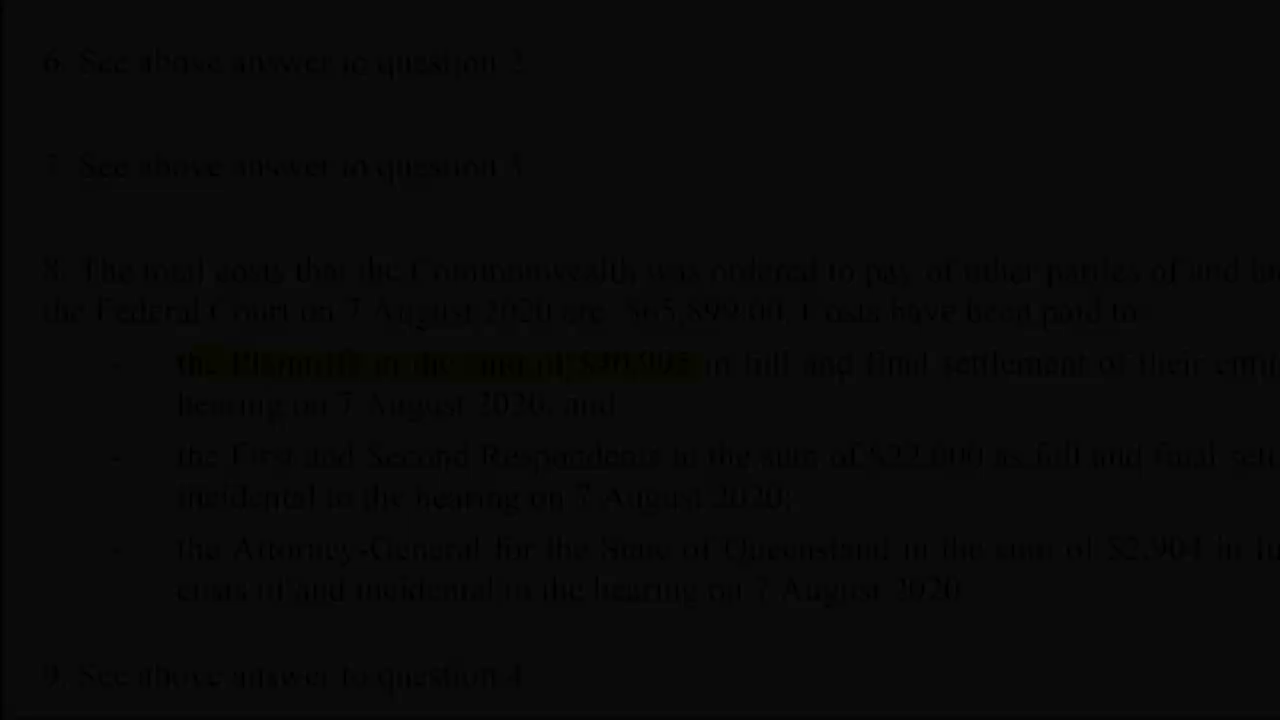 6. See above answer to question 3.
7. See above answer to question 3.
8. The total costs that the Commonwealth was ordered to pay of other parties of and
the Federal Court on 7 August 2020 are $65,899.00. Costs have been paid to:
- the Plaintiffs in the sum of in full and final settlement of their
hearing on 7 August 2020; and
- the First and Second Respondents in the sum of $22,000 as full and final
incidental to the hearing on 7 August 2020;
- the Attorney-General for the State of Queensland in the sum of $2,904 in
costs of and incidental to the hearing on 7 August 2020.
9. See above answer to question 4.